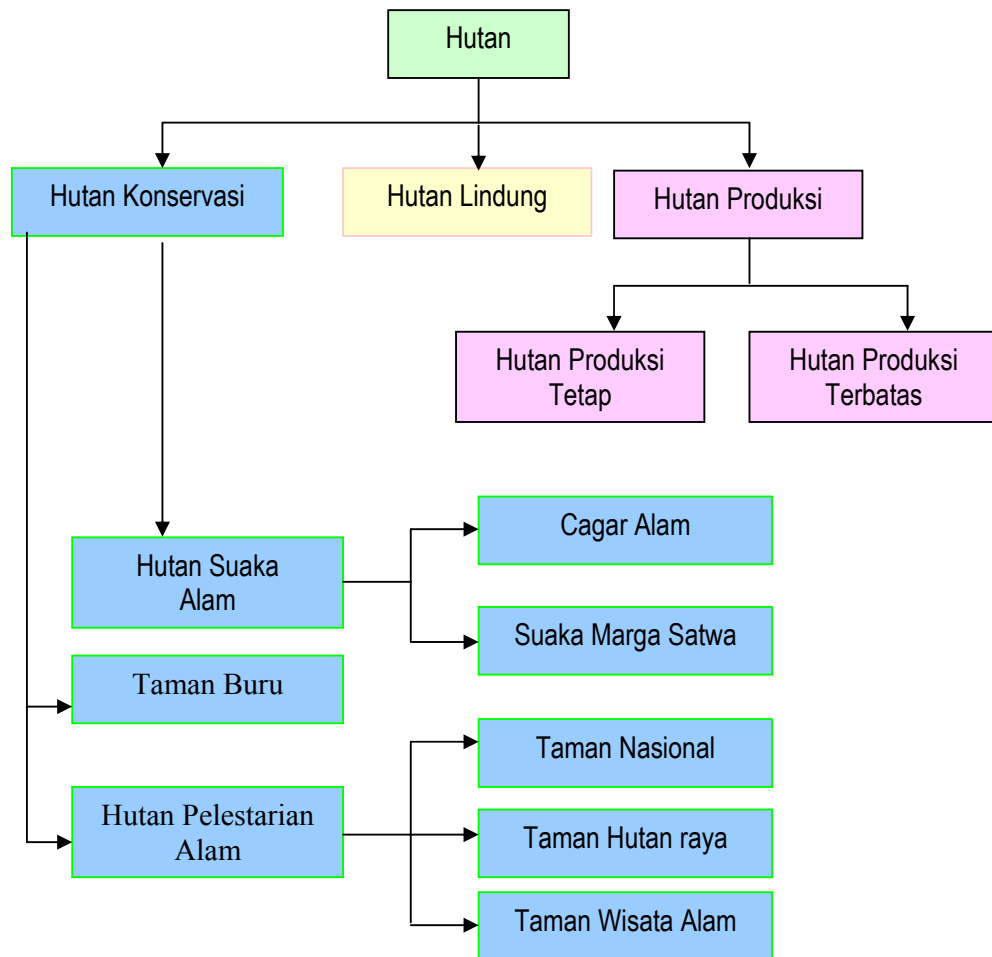 Hutan
Hutan Konservasi
Hutan Lindung
Hutan Produksi
Hutan Produksi
Tetap
Hutan Produksi
Terbatas
Hutan Suaka
Alam
Cagar Alam
Suaka Marga Satwa
Taman Buru
Hutan Pelestarian
Alam
Taman Nasional
Taman Hutan raya
Taman Wisata Alam